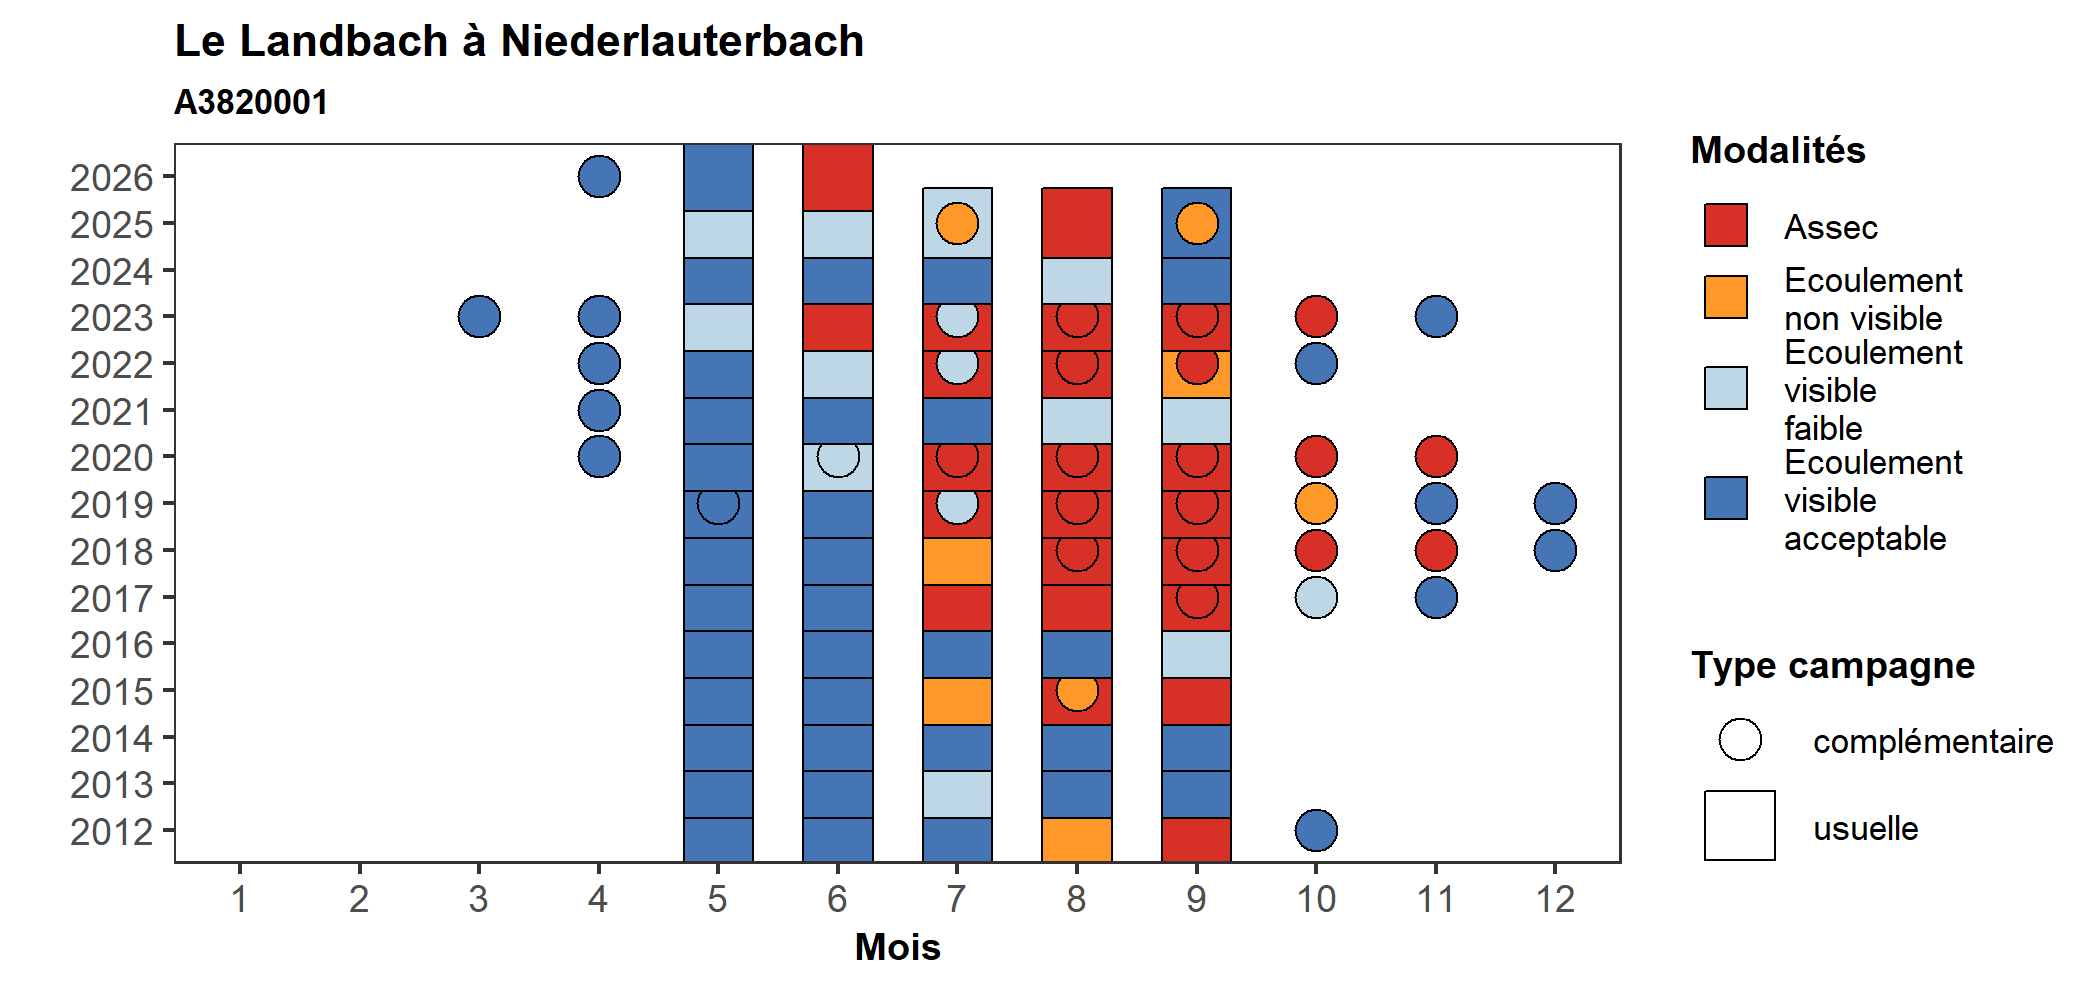 Le Landbach à Niederlauterbach
A3820001
2026
2025
2024
2023
2022
2021
2020
2019
2018
2017
2016
2015
2014
2013
2012
1 2 3 4 5 6 7 8 9 10 11 12
Mois
Modalités
Assec
Ecoulement
non visible
Ecoulement
visible
faible
Ecoulement
visible
acceptable
Type campagne
complémentaire
usuelle